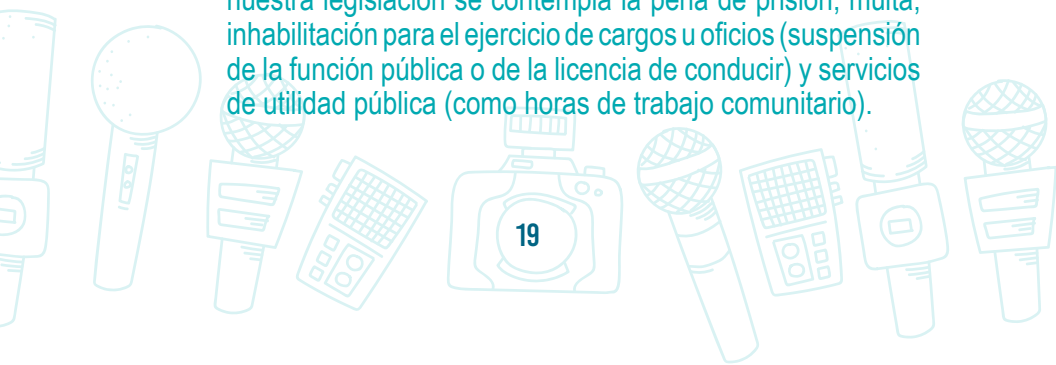 nuestra legislación se contempla la pena de prisión, multa,
inhabilitación para el ejercicio de cargos u oficios (suspensión
de la función pública o de la licencia de conducir) y servicios
de utilidad pública (como horas de trabajo comunitario).
19